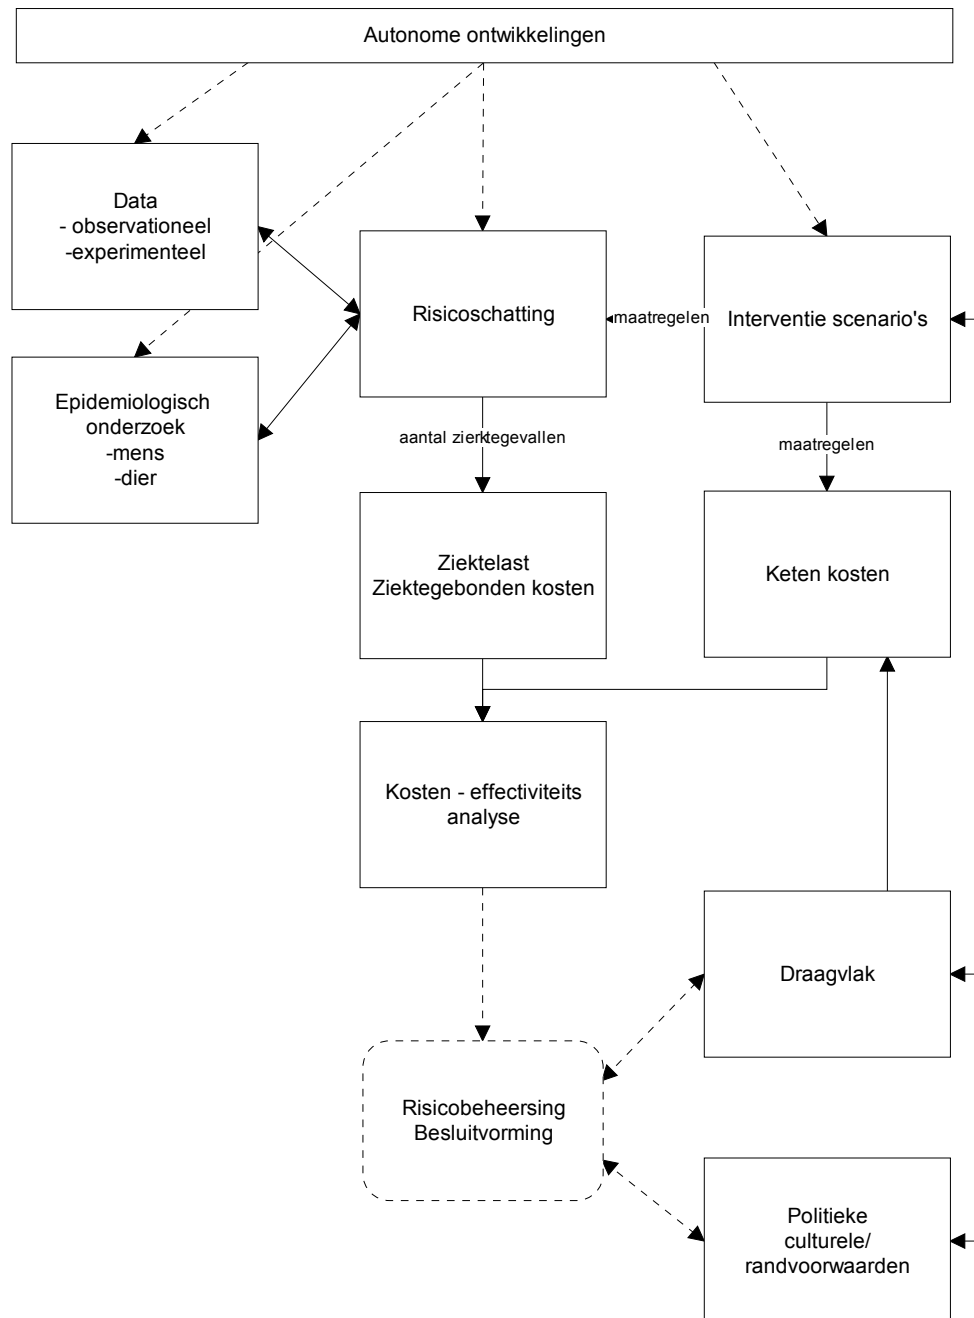 Autonome ontwikkelingen
Data
- observationeel
-experimenteel
Risicoschatting
maatregelen
Interventie scenario's
Epidemiologisch
onderzoek
-mens
-dier
aantal zierktegevallen
maatregelen
Ziektelast
Ziektegebonden kosten
Keten kosten
Kosten - effectiviteits
analyse
Draagvlak
Risicobeheersing
Besluitvorming
Politieke
culturele/
randvoorwaarden